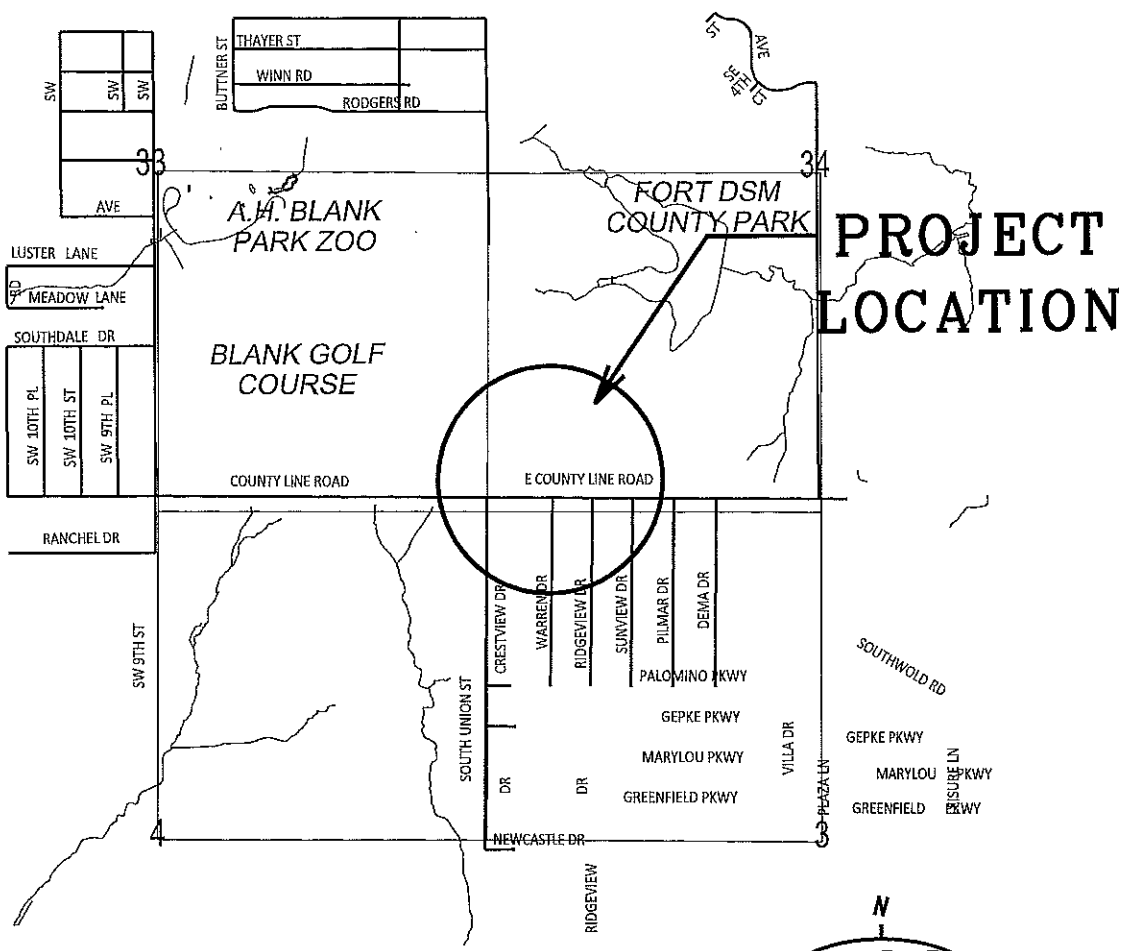 THAYER ST
WINN RD
RODGERS RD
BUTTNER ST
SW
SW
SW
ST
AVE
4TH
SE
CT
33
34
A.H. BLANK
PARK ZOO
FORT DSM
COUNTY PARK
PROJECT
LOCATION
AVE
LUSTER LANE
RD
MEADOW LANE
SOUTHDALE DR
BLANK GOLF
COURSE
SW 10TH PL
SW 10TH ST
SW 9TH PL
COUNTY LINE ROAD
E COUNTY LINE ROAD
RANCHEL DR
SW 9TH ST
CRESTVIEW DR
WARREN DR
RIDGEVIEW DR
SUNVIEW DR
PILMAR DR
DEMA DR
PALOMINO PKWY
SOUTHWOLD RD
SOUTH UNION ST
GEPKE PKWY
VILLA DR
GEPKE PKWY
MARYLOU PKWY
MARYLOU PKWY
DR
DR
GREENFIELD PKWY
PLAZA LN
GREENFIELD PKWY
LEISURE LN
4
NEWCASTLE DR
3
RIDGEVIEW
N